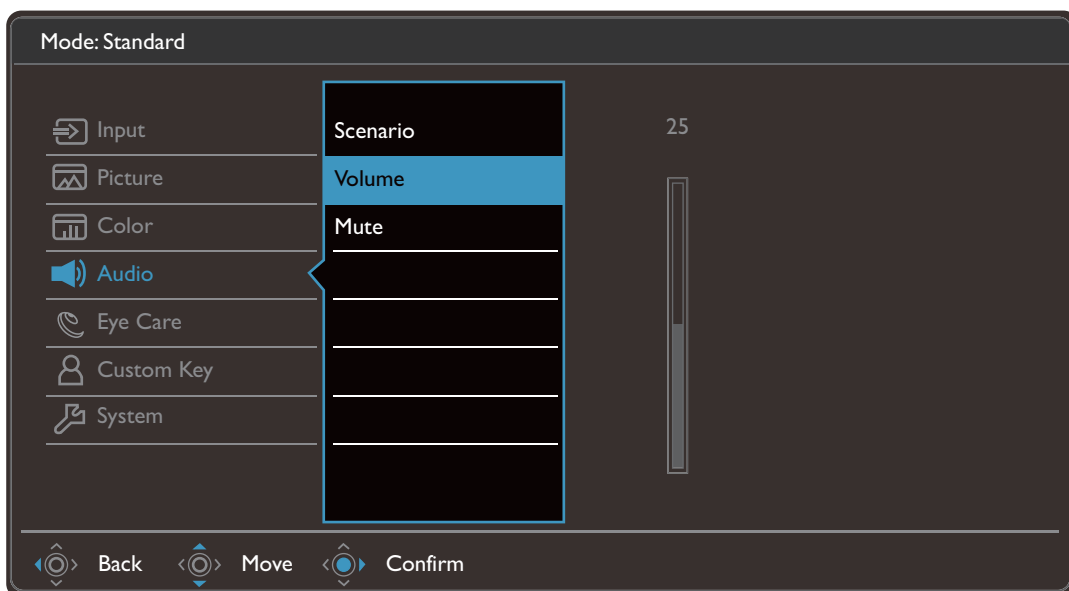 Mode: Standard
Input
Picture
Color
Audio
Eye Care
Custom Key
System
Scenario
Volume
Mute
25
Back Move Confirm